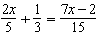 2x/5 + 1/3 = 7x − 2/15